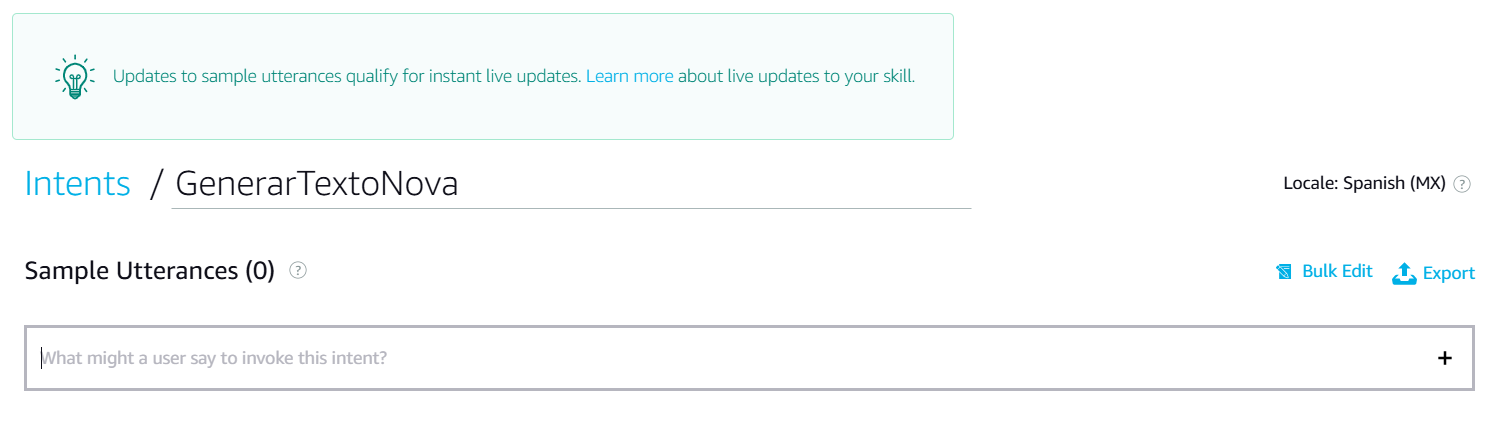 Updates to sample utterances qualify for instant live updates. Learn more about live updates to your skill.
Intents / GenerarTextoNova
Locale: Spanish (MX) ?
Sample Utterances (0) ?
Bulk Edit Export
What might a user say to invoke this intent? +